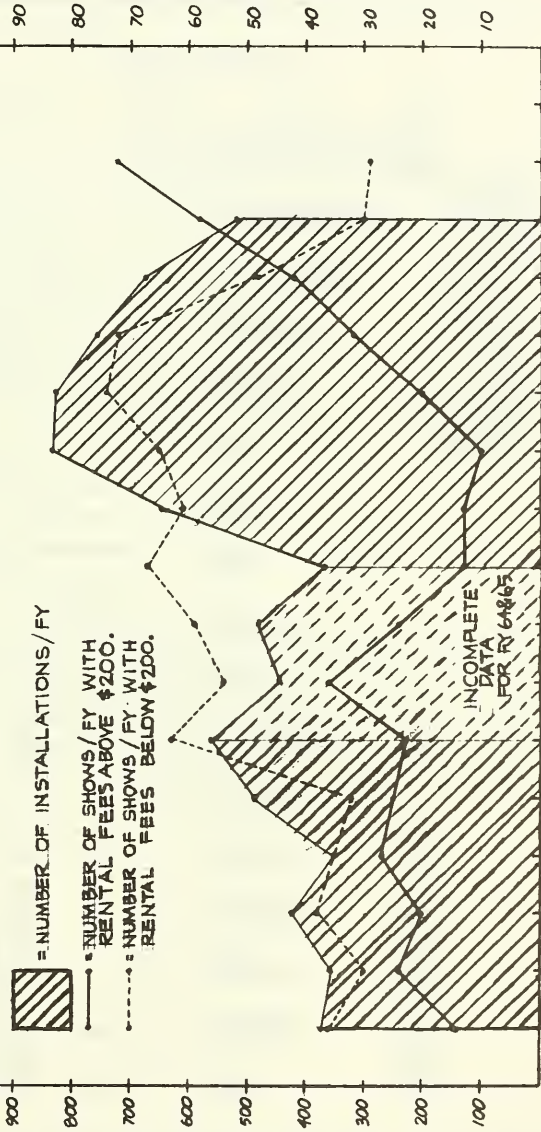 900
800
700
600
500
400
300
200
100
= NUMBER OF INSTALLATIONS/FY
= NUMBER OF SHOWS/FY WITH
RENTAL FEES ABOVE $200.
= NUMBER OF SHOWS/FY WITH
RENTAL FEES BELOW $200.
INCOMPLETE
DATA
FOR FY 64&65
90
80
70
60
50
40
30
20
10